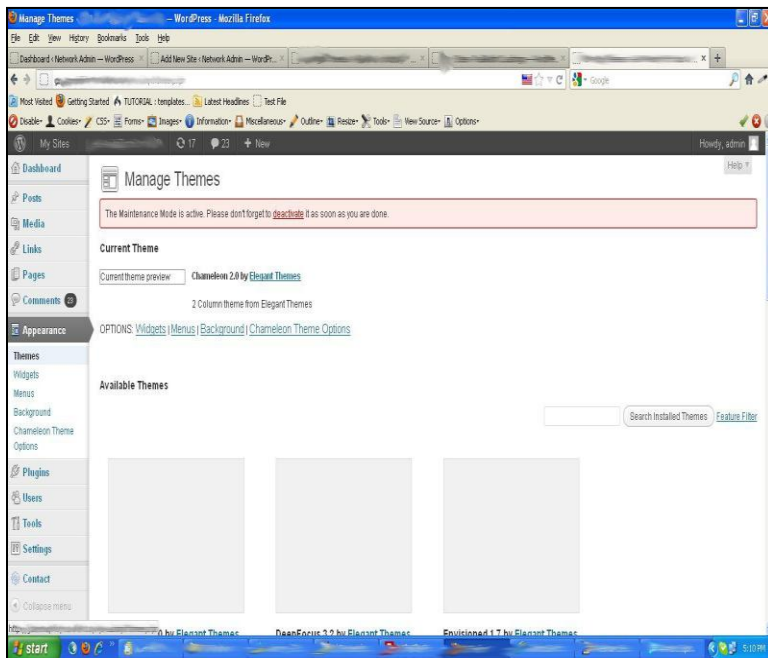 Manage Themes — WordPress - Mozilla Firefox
File Edit View History Bookmarks Tools Help
Dashboard ‹ Network Admin — WordPress × Add New Site ‹ Network Admin — WordPr... × × +
Google
Most Visited Getting Started TUTORIAL : templates... Latest Headlines Test File
Disable▾ Cookies▾ CSS▾ Forms▾ Images▾ Information▾ Miscellaneous▾ Outline▾ Resize▾ Tools▾ View Source▾ Options▾
My Sites 17 23 + New Howdy, admin
Help
Dashboard
Posts
Media
Links
Pages
Comments 23
Appearance
Themes
Widgets
Menus
Background
Chameleon Theme
Options
Plugins
Users
Tools
Settings
Contact
Collapse menu
Manage Themes
The Maintenance Mode is active. Please don't forget to deactivate it as soon as you are done.
Current Theme
Current theme preview Chameleon 2.0 by Elegant Themes
2 Column theme from Elegant Themes
OPTIONS: Widgets | Menus | Background | Chameleon Theme Options
Available Themes
Search Installed Themes Feature Filter
by Elegant Themes DeepFocus 3.2 by Elegant Themes Envisioned 1.7 by Elegant Themes
start 5:10 PM